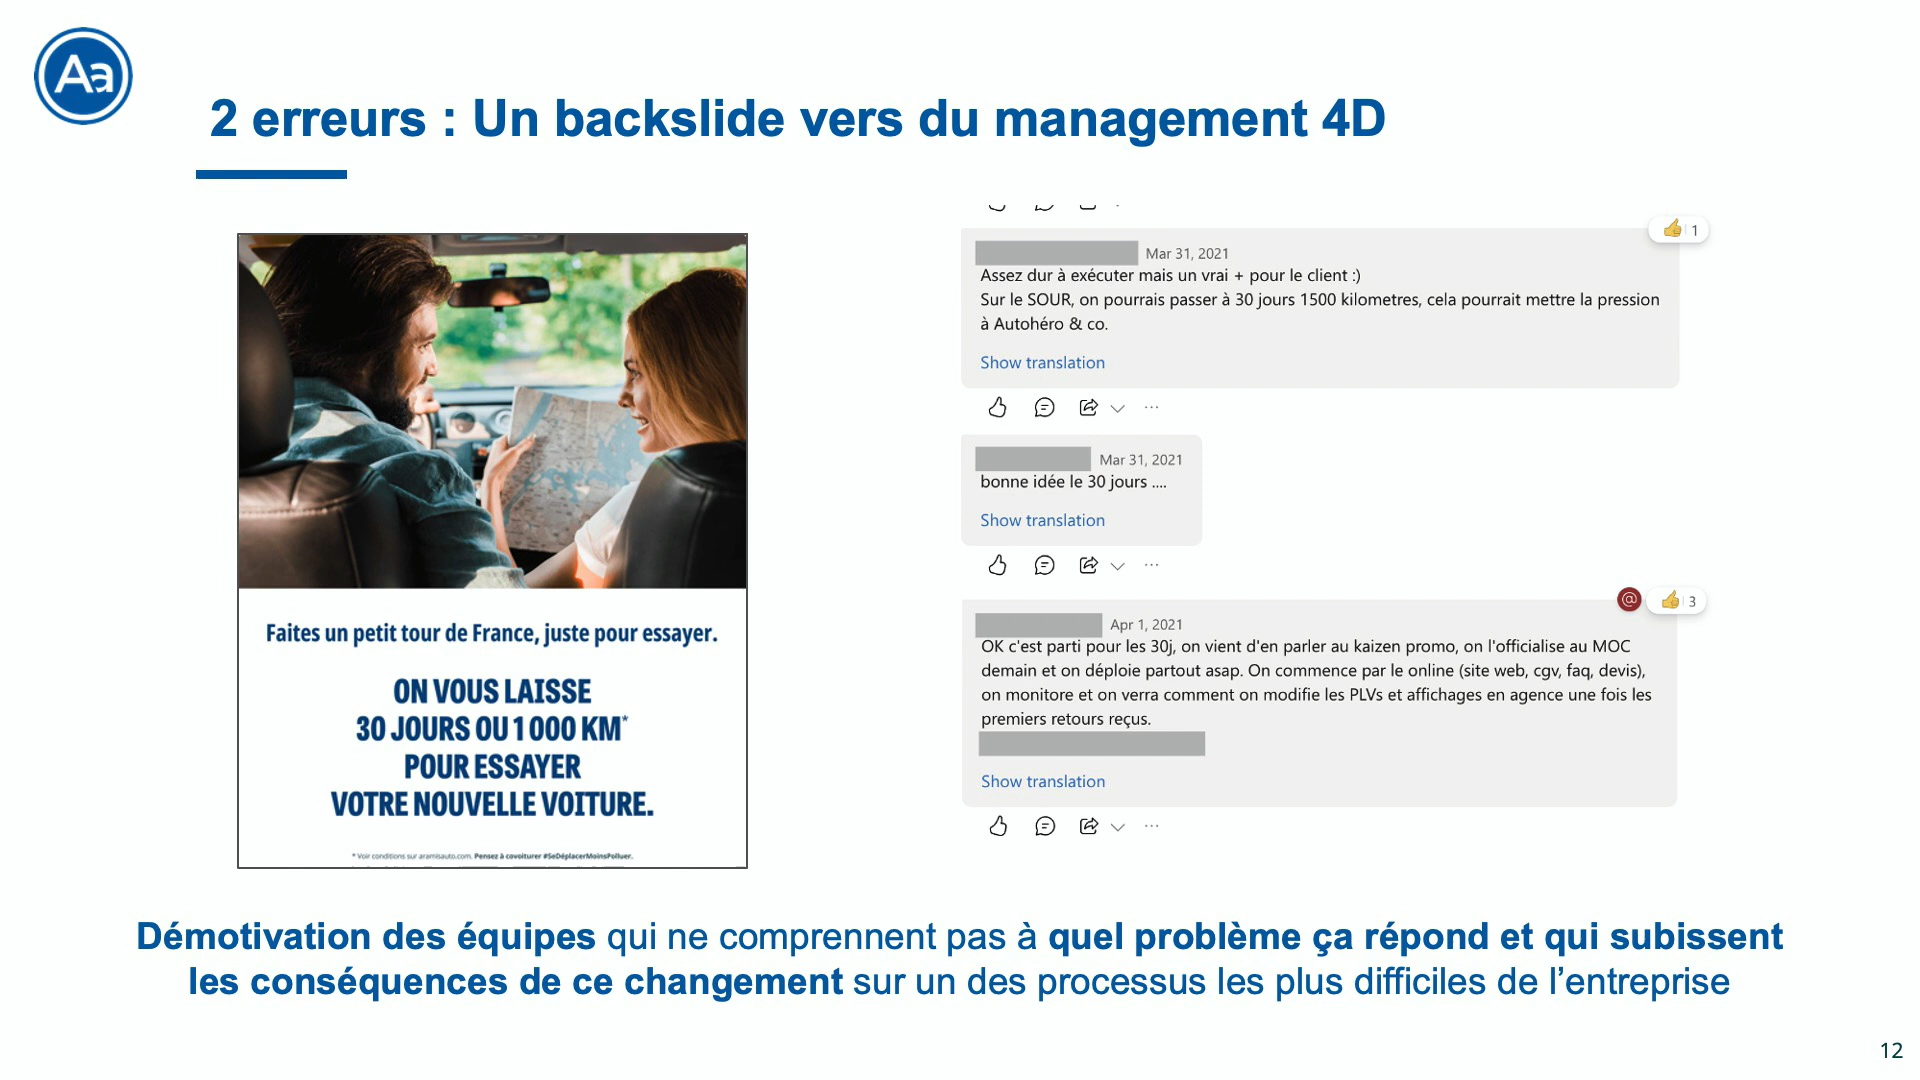 Aa
2 erreurs : Un backslide vers du management 4D
Faites un petit tour de France, juste pour essayer.
ON VOUS LAISSE
30 JOURS OU 1 000 KM*
POUR ESSAYER
VOTRE NOUVELLE VOITURE.
* Voir conditions sur aramisauto.com. Pensez à covoiturer #SeDéplacerMoinsPolluer.
1
Mar 31, 2021
Assez dur à exécuter mais un vrai + pour le client :)
Sur le SOUR, on pourrais passer à 30 jours 1500 kilometres, cela pourrait mettre la pression
à Autohéro & co.
Show translation
Mar 31, 2021
bonne idée le 30 jours ....
Show translation
@ 3
Apr 1, 2021
OK c'est parti pour les 30j, on vient d'en parler au kaizen promo, on l'officialise au MOC
demain et on déploie partout asap. On commence par le online (site web, cgv, faq, devis),
on monitore et on verra comment on modifie les PLVs et affichages en agence une fois les
premiers retours reçus.
Show translation
Démotivation des équipes qui ne comprennent pas à quel problème ça répond et qui subissent
les conséquences de ce changement sur un des processus les plus difficiles de l’entreprise
12